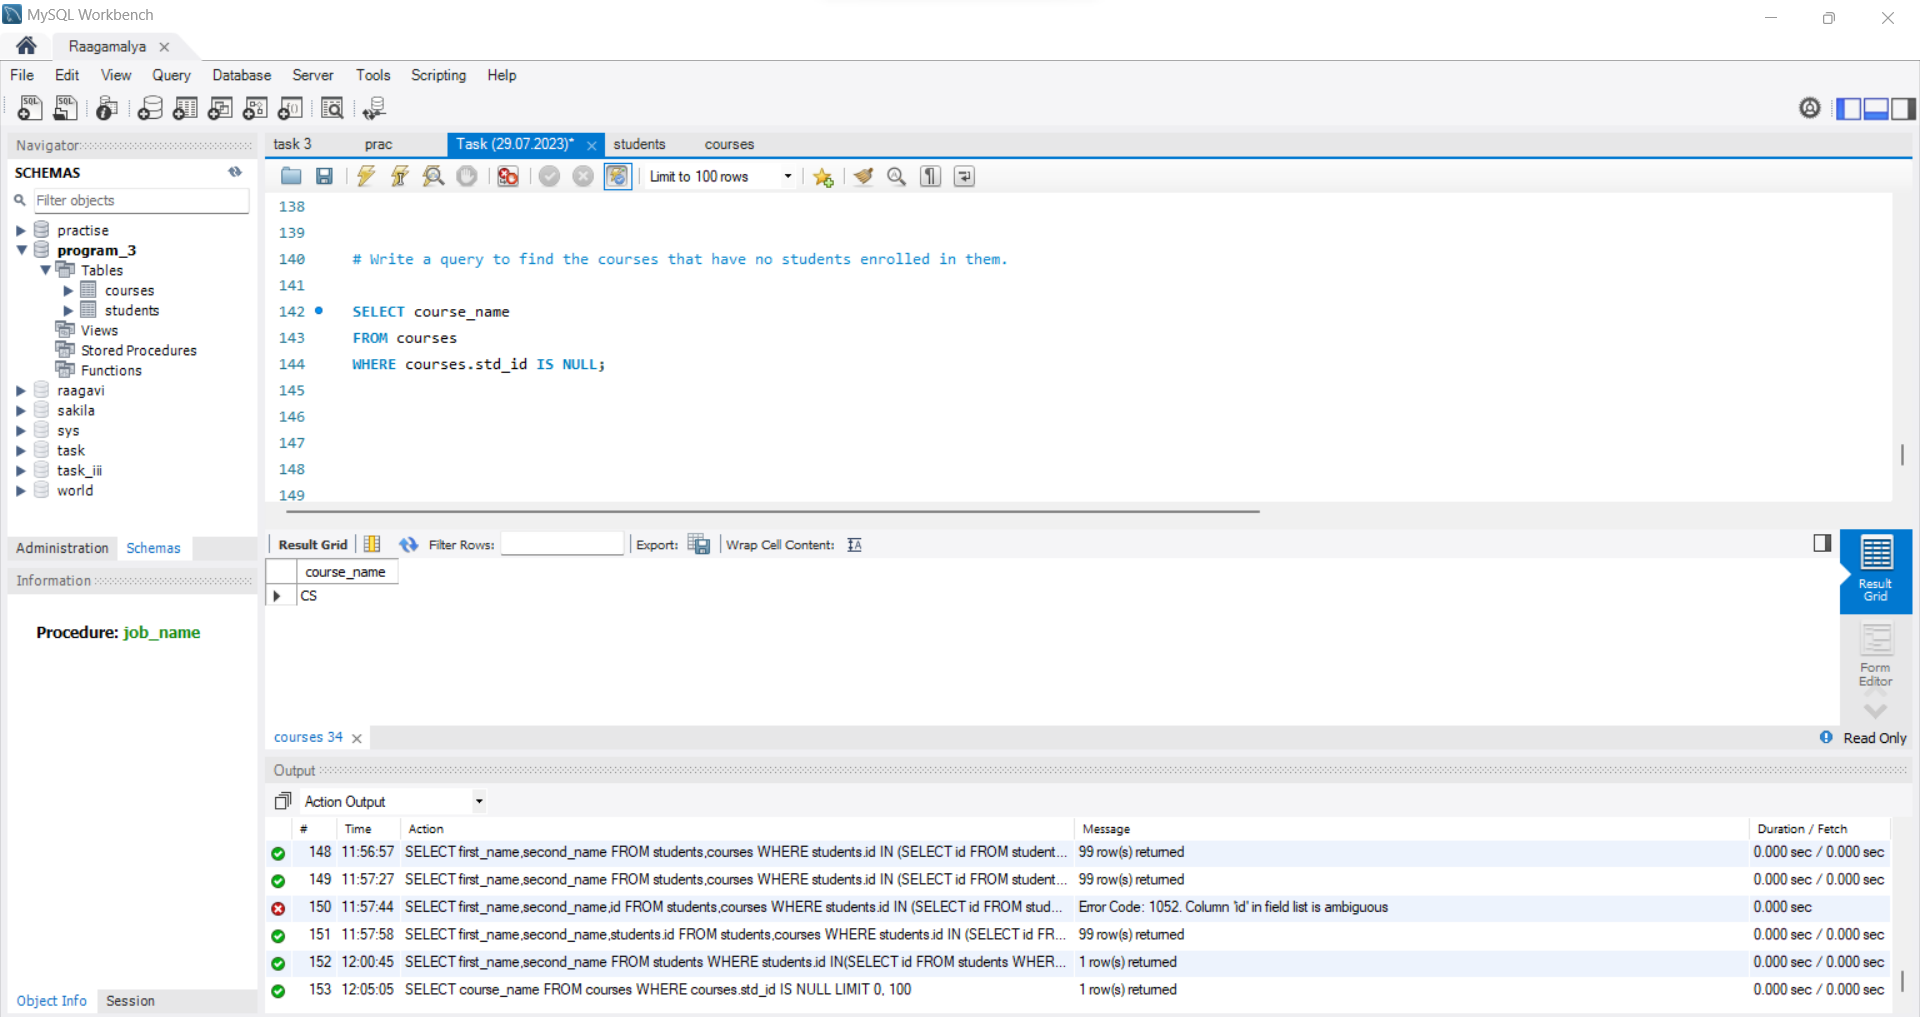 MySQL Workbench
Raagamalya
File Edit View Query Database Server Tools Scripting Help
Navigator
SCHEMAS
Filter objects
practise
program_3
Tables
courses
students
Views
Stored Procedures
Functions
raagavi
sakila
sys
task
task_iii
world
Administration Schemas
Information
Procedure: job_name
Object Info Session
task 3 prac Task (29.07.2023)* students courses
Limit to 100 rows
138
139
140 # Write a query to find the courses that have no students enrolled in them.
141
142 SELECT course_name
143 FROM courses
144 WHERE courses.std_id IS NULL;
145
146
147
148
149
Result Grid Filter Rows: Export: Wrap Cell Content:
course_name
CS
Result
Grid
Form
Editor
courses 34
Read Only
Output
Action Output
# Time Action Message Duration / Fetch
148 11:56:57 SELECT first_name,second_name FROM students,courses WHERE students.id IN (SELECT id FROM student... 99 row(s) returned 0.000 sec / 0.000 sec
149 11:57:27 SELECT first_name,second_name FROM students,courses WHERE students.id IN (SELECT id FROM student... 99 row(s) returned 0.000 sec / 0.000 sec
150 11:57:44 SELECT first_name,second_name,id FROM students,courses WHERE students.id IN (SELECT id FROM stud... Error Code: 1052. Column 'id' in field list is ambiguous 0.000 sec
151 11:57:58 SELECT first_name,second_name,students.id FROM students,courses WHERE students.id IN (SELECT id FR... 99 row(s) returned 0.000 sec / 0.000 sec
152 12:00:45 SELECT first_name,second_name FROM students WHERE students.id IN(SELECT id FROM students WHER... 1 row(s) returned 0.000 sec / 0.000 sec
153 12:05:05 SELECT course_name FROM courses WHERE courses.std_id IS NULL LIMIT 0, 100 1 row(s) returned 0.000 sec / 0.000 sec